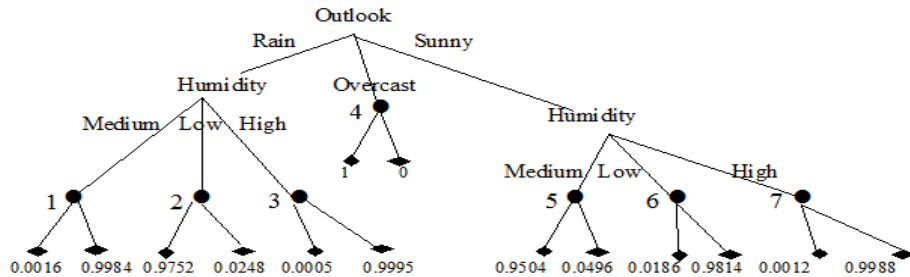 Outlook
Rain Sunny
Humidity Overcast
4
Humidity
Medium Low High
1 0
Medium Low High
1 2 3 5 6 7
0.0016 0.9984 0.9752 0.0248 0.0005 0.9995 0.9504 0.0496 0.0186 0.9814 0.0012 0.9988